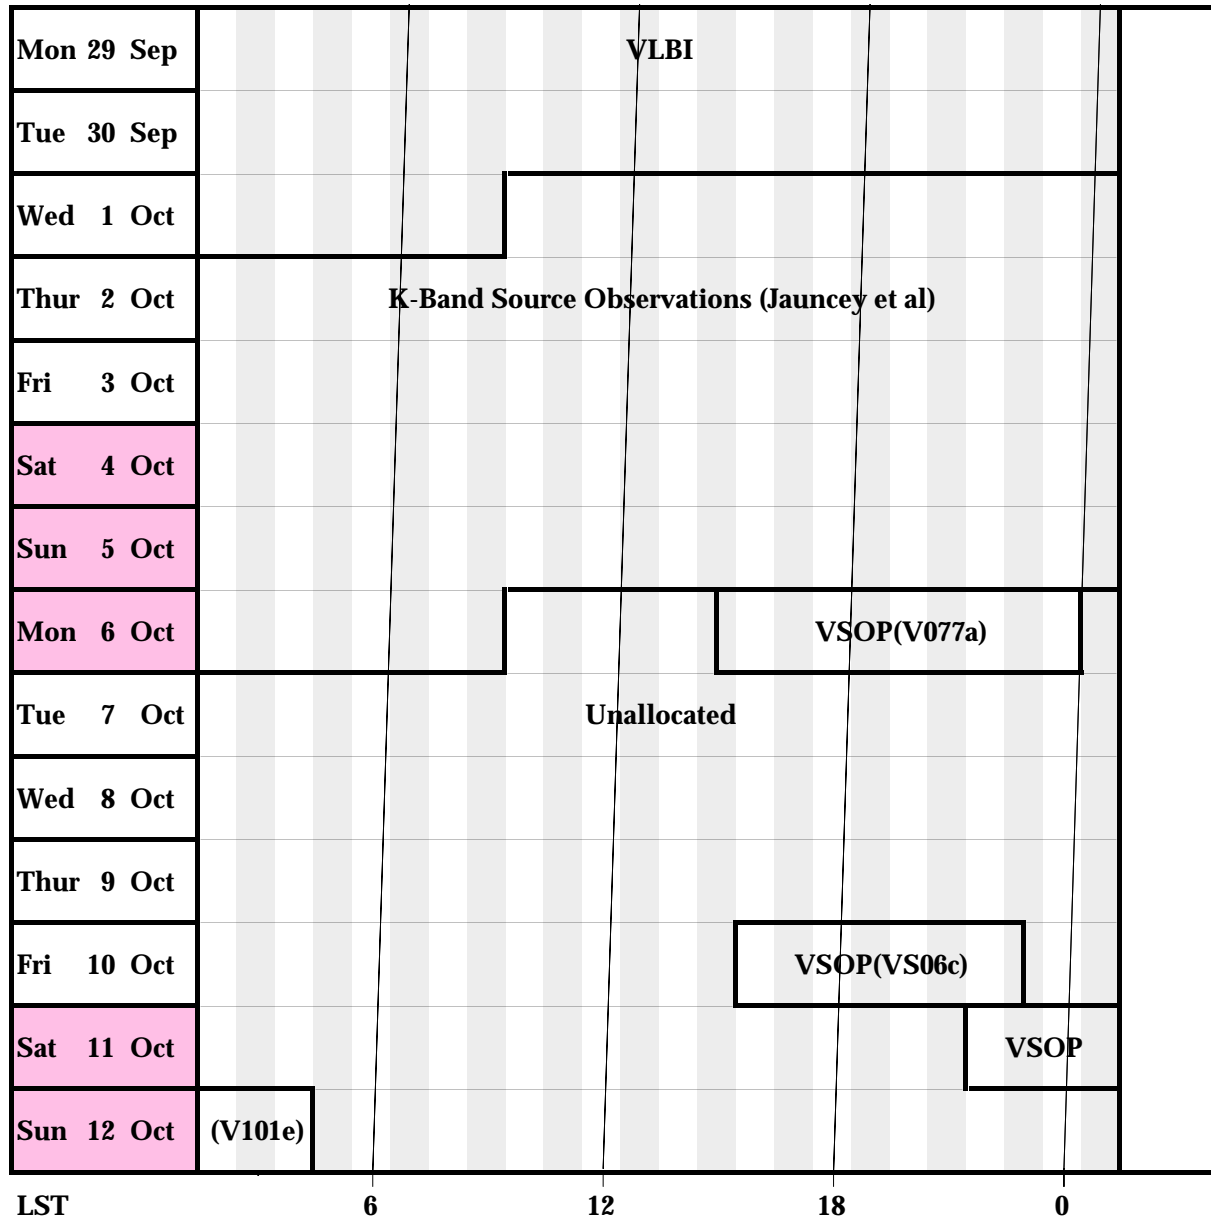 Mon 29 Sep VLBI
Tue 30 Sep
Wed 1 Oct
Thur 2 Oct K-Band Source Observations (Jauncey et al)
Fri 3 Oct
Sat 4 Oct
Sun 5 Oct
Mon 6 Oct VSOP(V077a)
Tue 7 Oct Unallocated
Wed 8 Oct
Thur 9 Oct
Fri 10 Oct VSOP(VS06c)
Sat 11 Oct VSOP
Sun 12 Oct (V101e)
LST 6 12 18 0